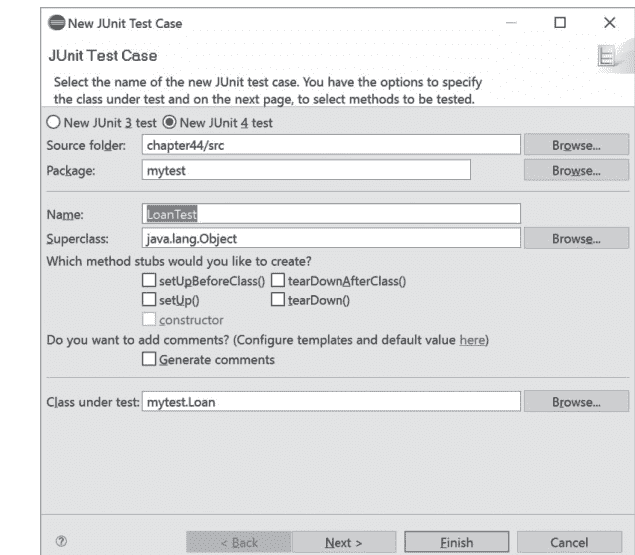 New JUnit Test Case
JUnit Test Case
Select the name of the new JUnit test case. You have the options to specify
the class under test and on the next page, to select methods to be tested.
New JUnit 3 test New JUnit 4 test
Source folder: chapter44/src Browse...
Package: mytest Browse...
Name: LoanTest
Superclass: java.lang.Object Browse...
Which method stubs would you like to create?
setUpBeforeClass() tearDownAfterClass()
setUp() tearDown()
constructor
Do you want to add comments? (Configure templates and default value here)
Generate comments
Class under test: mytest.Loan Browse...
? < Back Next > Finish Cancel